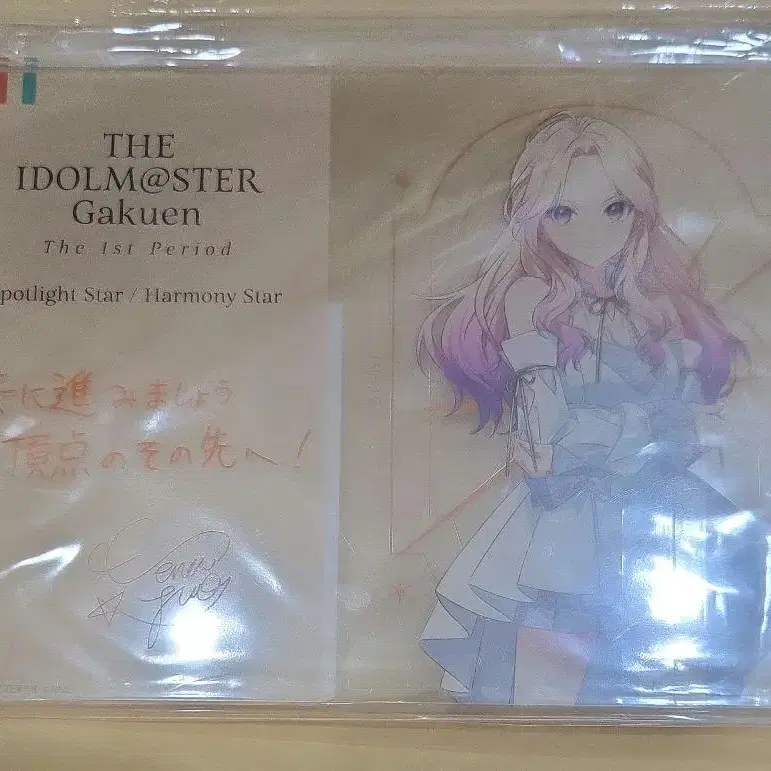 THE
IDOLM@STER
Gakuen
The 1st Period
potlight Star / Harmony Star
に進みましょう
頂点のその先へ!